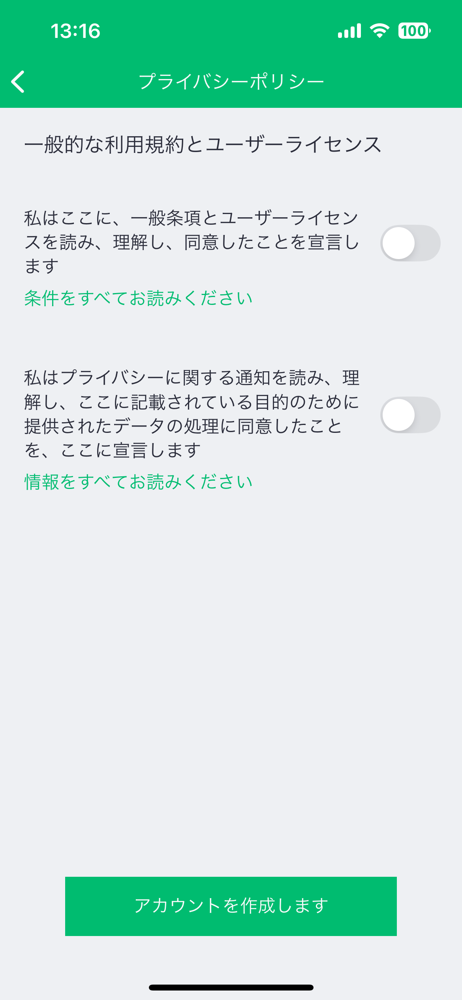 13:16
100
プライバシーポリシー
一般的な利用規約とユーザーライセンス
私はここに、一般条項とユーザーライセン
スを読み、理解し、同意したことを宣言し
ます
条件をすべてお読みください
私はプライバシーに関する通知を読み、理
解し、ここに記載されている目的のために
提供されたデータの処理に同意したこと
を、ここに宣言します
情報をすべてお読みください
アカウントを作成します